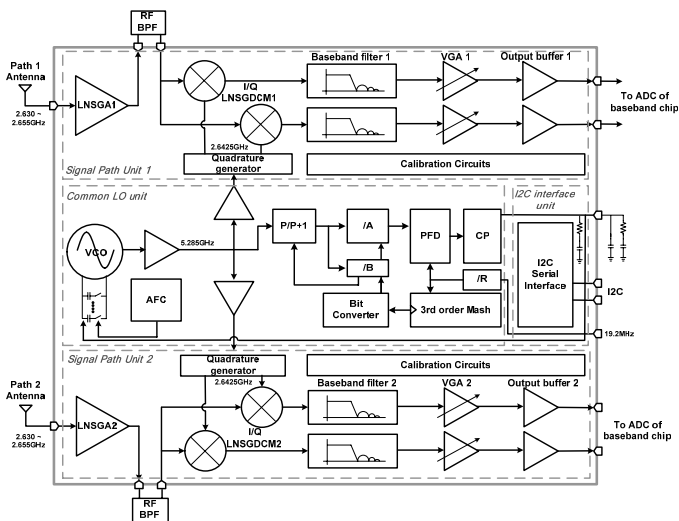 RF
BPF
Path 1
Antenna
LNSGA1
2.630 ~
2.655GHz
I/Q
LNSGDCM1
2.6425GHz
Quadrature
generator
Baseband filter 1
VGA 1
Output buffer 1
To ADC of
baseband chip
Calibration Circuits
Signal Path Unit 1
Common LO unit
I2C interface
unit
VCO
5.285GHz
AFC
P/P+1
/A
/B
PFD
CP
/R
Bit
Converter
3rd order Mash
I2C
Serial
Interface
I2C
19.2MHz
Signal Path Unit 2
Quadrature
generator
2.6425GHz
Calibration Circuits
Baseband filter 2
VGA 2
Output buffer 2
Path 2
Antenna
LNSGA2
2.630 ~
2.655GHz
I/Q
LNSGDCM2
To ADC of
baseband chip
RF
BPF